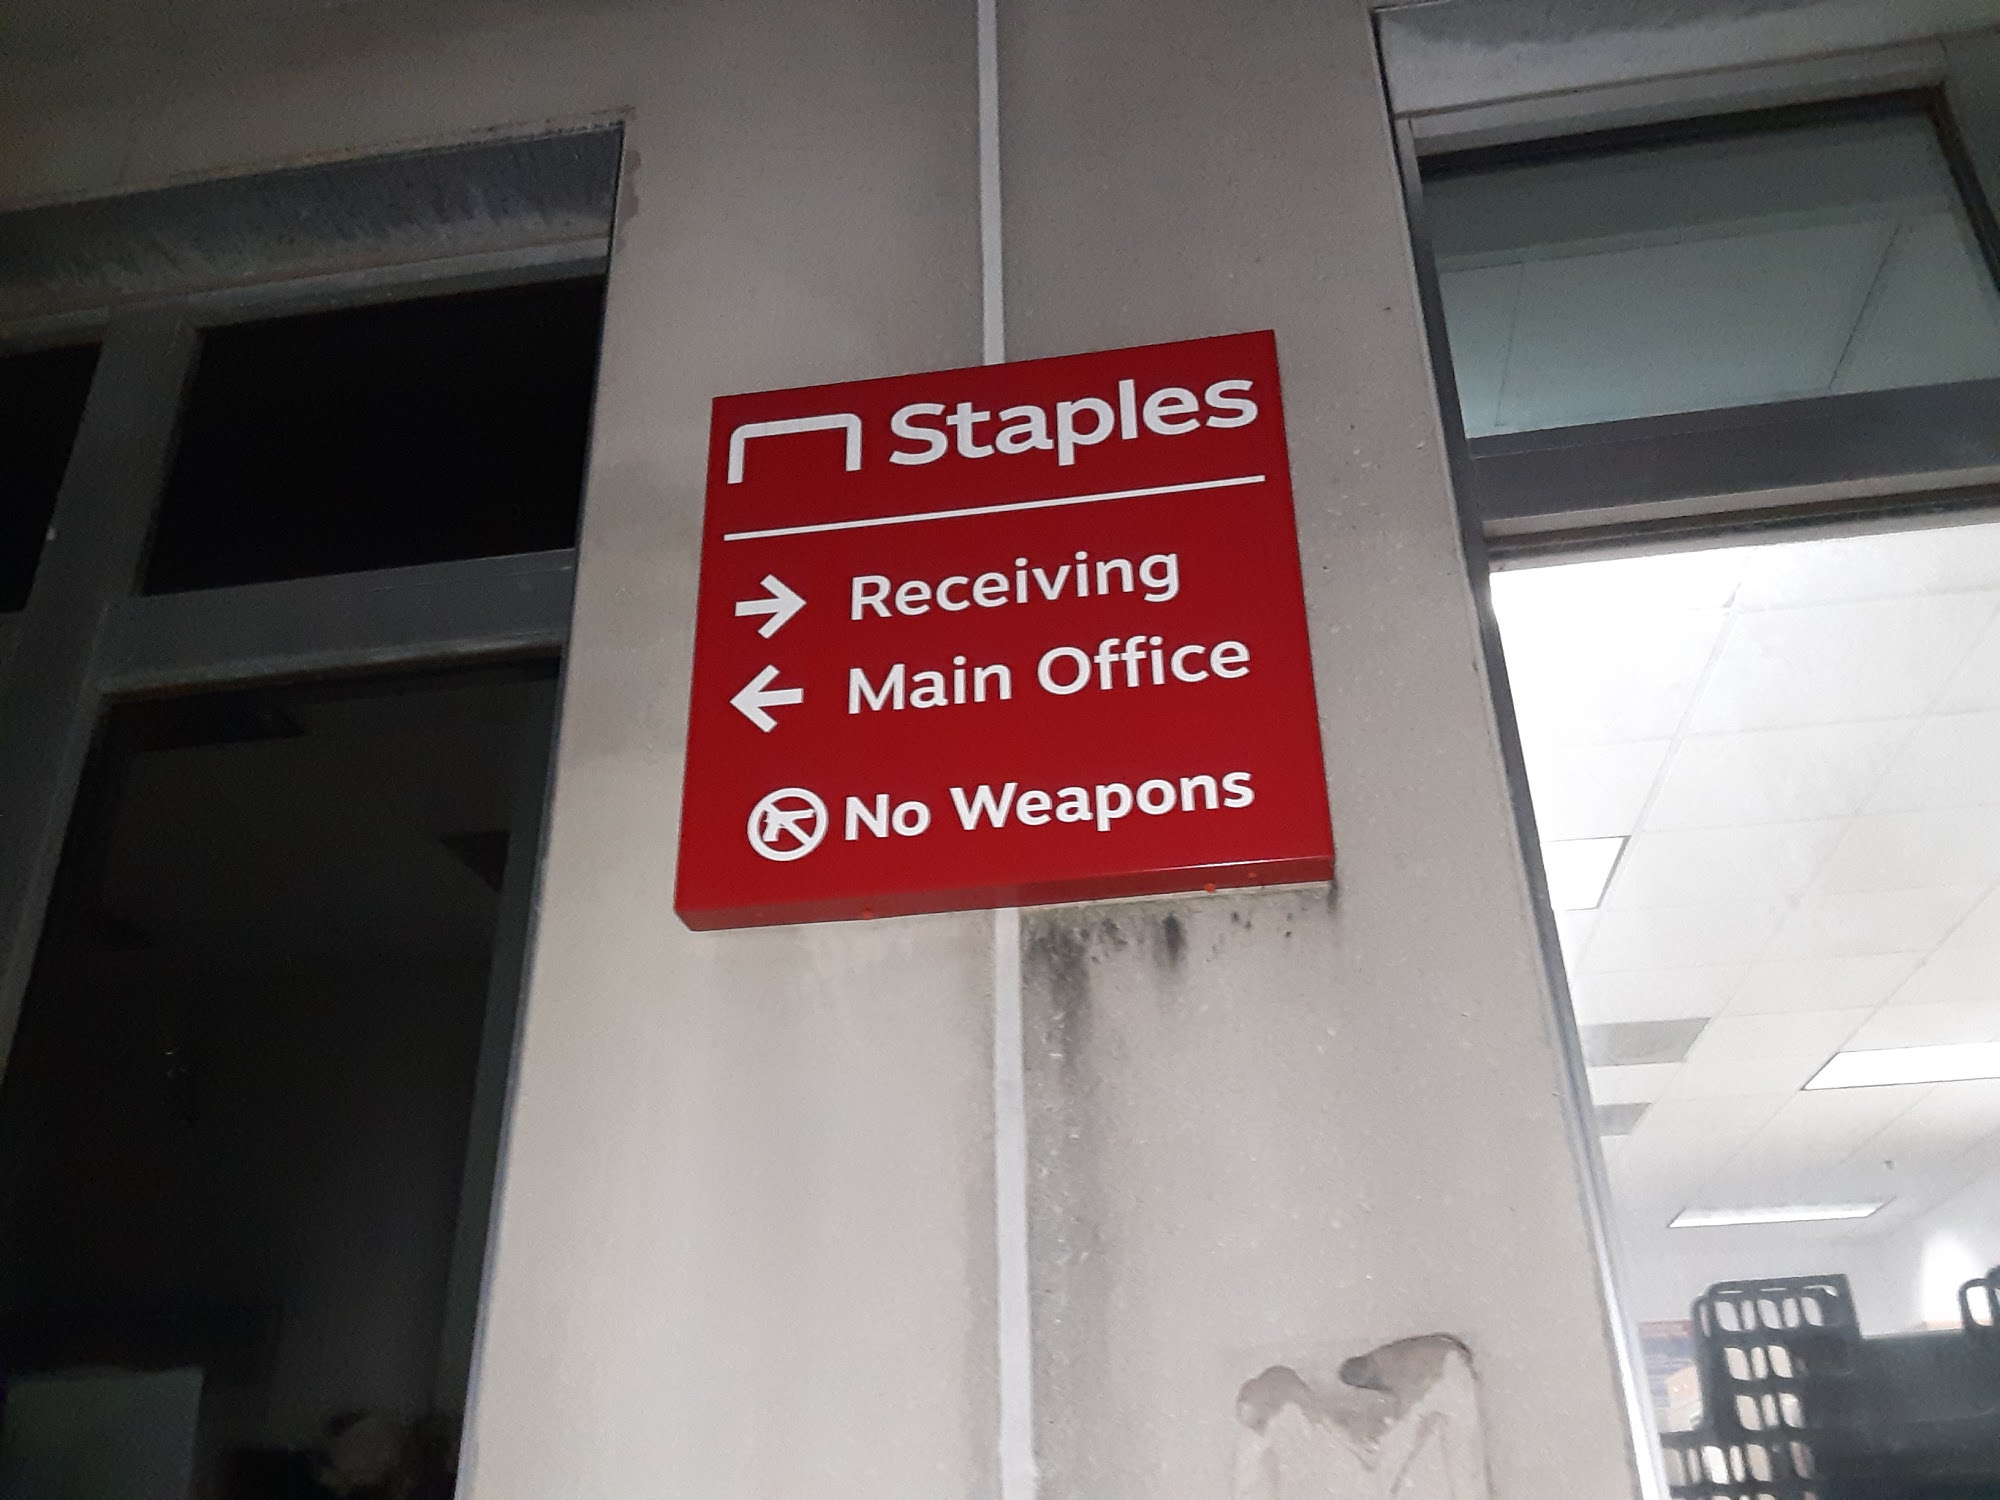 Staples
→ Receiving
← Main Office
No Weapons